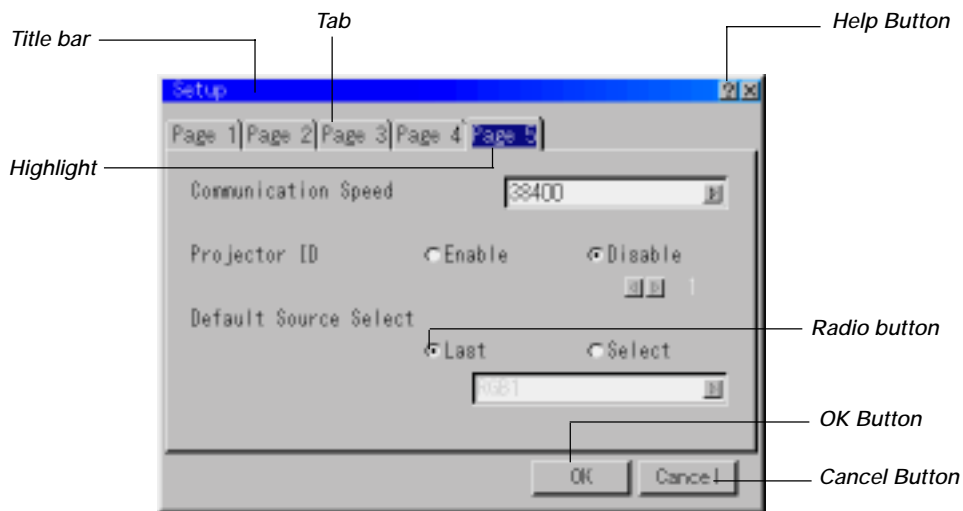 Tab
Help Button
Title bar
Setup
? x
Page 1 Page 2 Page 3 Page 4 Page 5
Highlight
Communication Speed 38400
Projector ID Enable Disable
1
Default Source Select
Radio button
Last Select
RGB1
OK Button
OK Cancel
Cancel Button